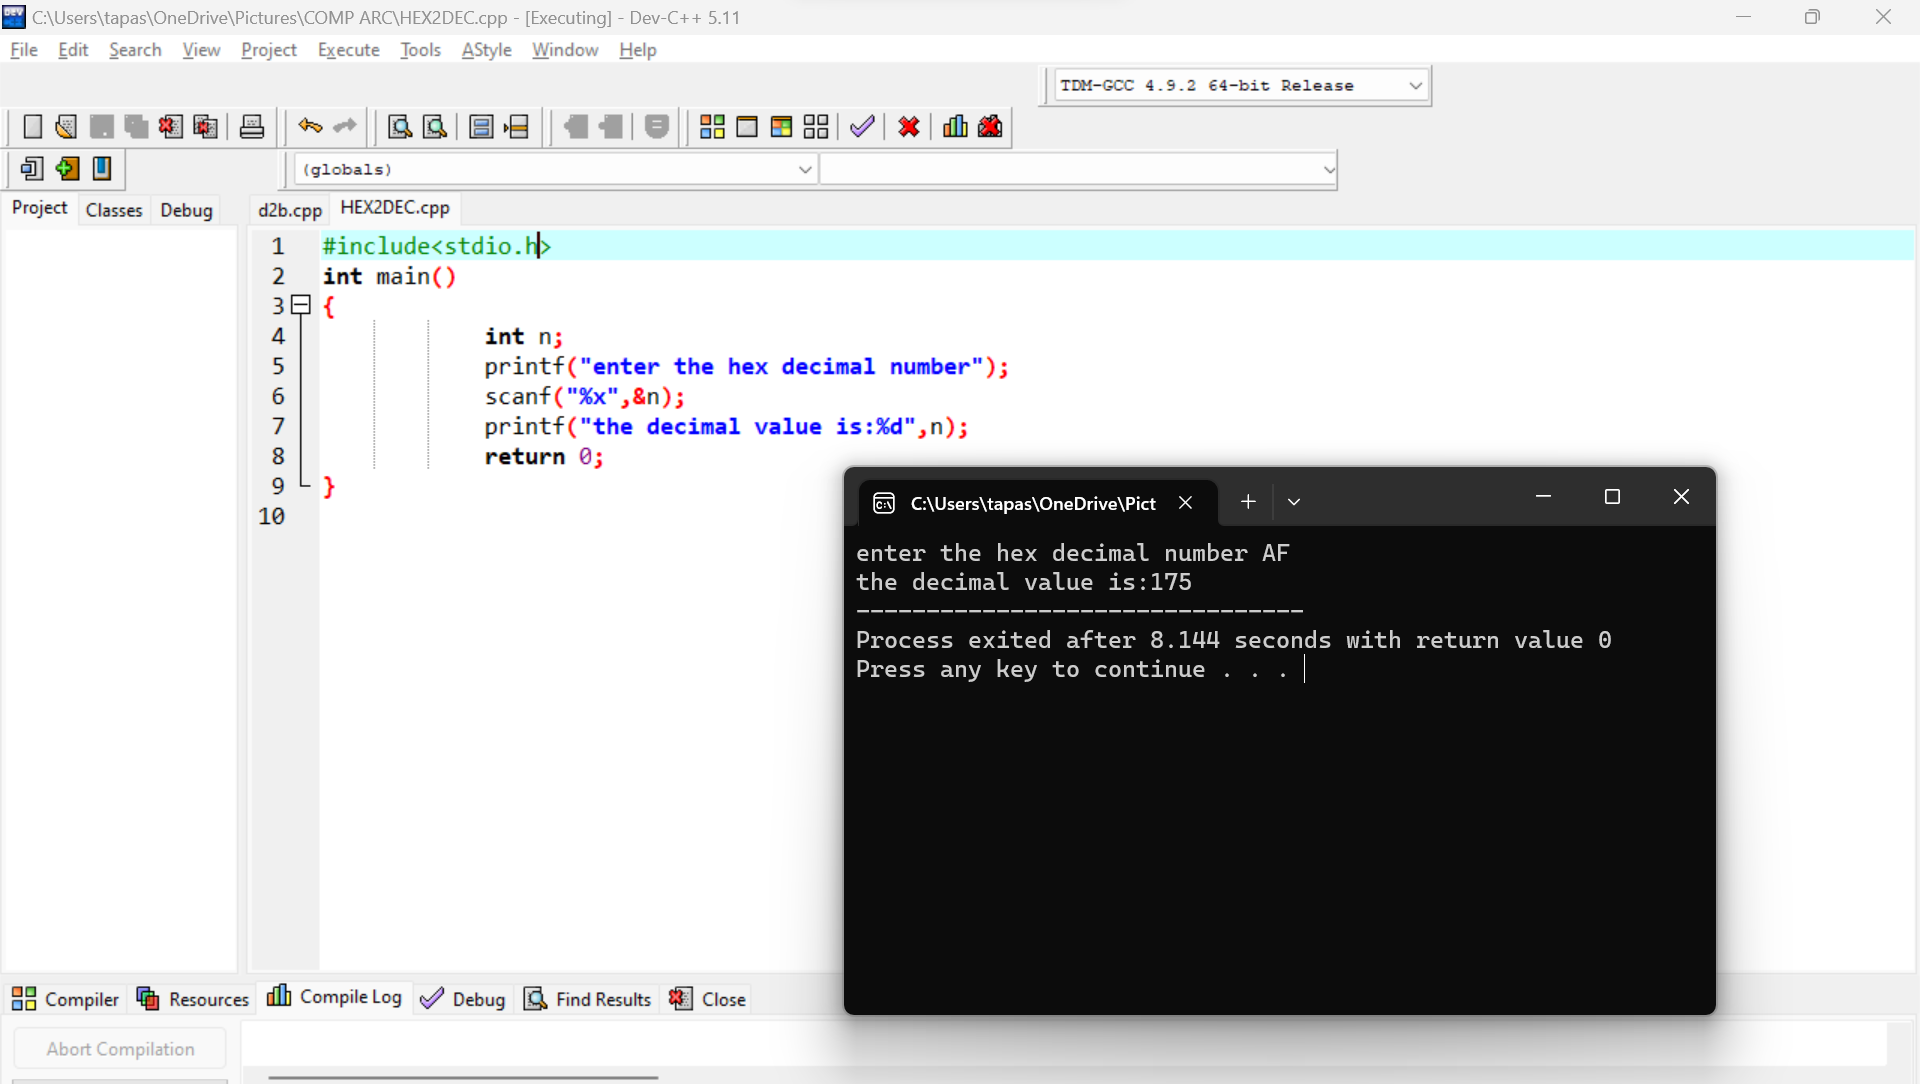 C:\Users\tapas\OneDrive\Pictures\COMP ARC\HEX2DEC.cpp - [Executing] - Dev-C++ 5.11
File Edit Search View Project Execute Tools AStyle Window Help
TDM-GCC 4.9.2 64-bit Release
(globals)
Project Classes Debug
d2b.cpp HEX2DEC.cpp
1 #include<stdio.h>
2 int main()
3 {
4 int n;
5 printf("enter the hex decimal number");
6 scanf("%x",&n);
7 printf("the decimal value is:%d",n);
8 return 0;
9 }
10
C:\Users\tapas\OneDrive\Pict
enter the hex decimal number AF
the decimal value is:175
--------------------------------
Process exited after 8.144 seconds with return value 0
Press any key to continue . . .
Compiler Resources Compile Log Debug Find Results Close
Abort Compilation